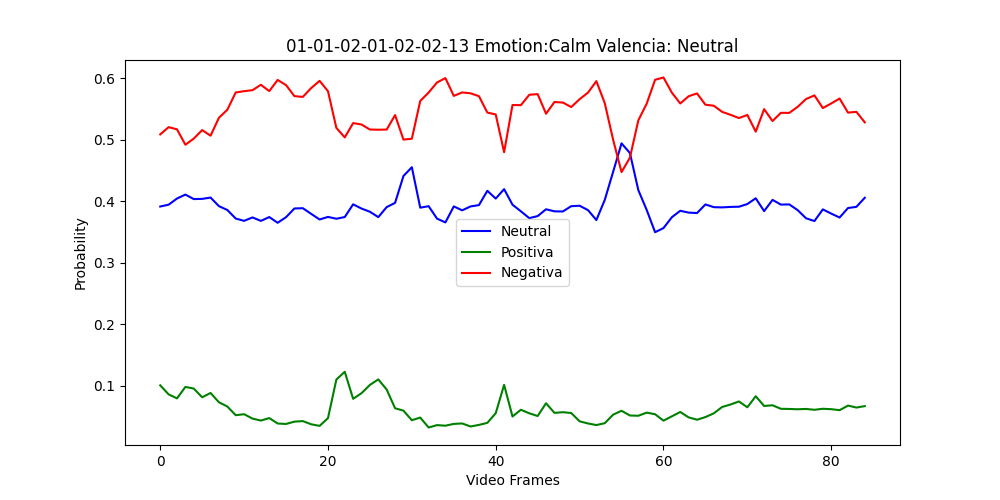 01-01-02-01-02-02-13 Emotion:Calm Valencia: Neutral
Probability
0.6
0.5
0.4
0.3
0.2
0.1
Neutral
Positiva
Negativa
0 20 40 60 80
Video Frames